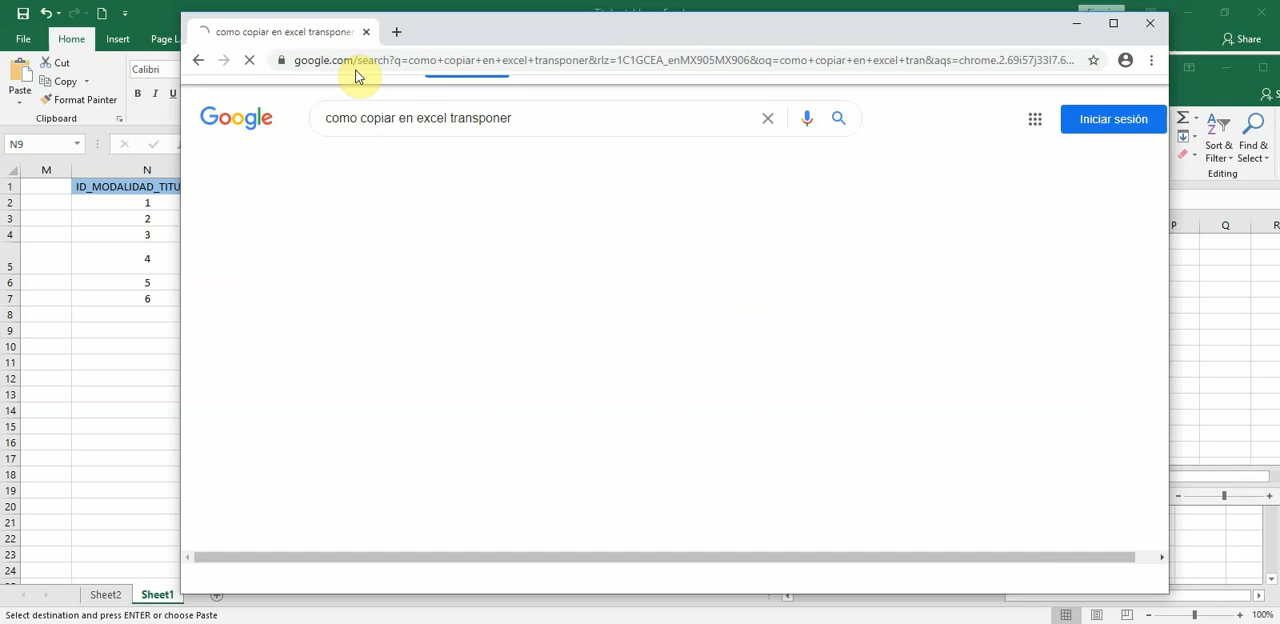 File
Home
Insert
Page L
Share
Cut
Copy
Format Painter
Paste
Clipboard
Calibri
B I U
N9
como copiar en excel transponer
google.com/search?q=como+copiar+en+excel+transponer&rlz=1C1GCEA_enMX905MX906&oq=como+copiar+en+excel+tran&aqs=chrome.2.69i57j33l7.6...
Google
como copiar en excel transponer
Iniciar sesión
Sort & Filter
Find & Select
Editing
M N
P Q R
1 ID_MODALIDAD_TITU
2 1
3 2
4 3
5 4
6 5
7 6
8
9
10
11
12
13
14
15
16
17
18
19
20
21
22
23
24
Sheet2
Sheet1
Select destination and press ENTER or choose Paste
100%